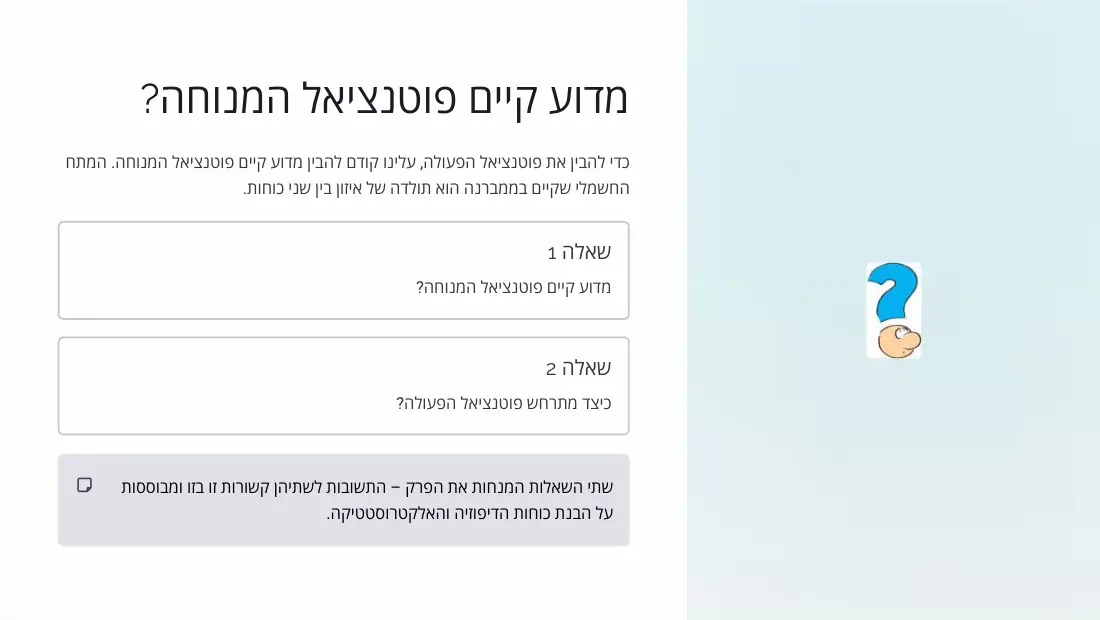 מדוע קיים פוטנציאל המנוחה?
כדי להבין את פוטנציאל הפעולה, עלינו קודם להבין מדוע קיים פוטנציאל המנוחה. המתח
החשמלי שקיים בממברנה הוא תולדה של איזון בין שני כוחות.
שאלה 1
מדוע קיים פוטנציאל המנוחה?
שאלה 2
כיצד מתרחש פוטנציאל הפעולה?
שתי השאלות המנחות את הפרק – התשובות לשתיהן קשורות זו בזו ומבוססות
על הבנת כוחות הדיפוזיה והאלקטרוסטטיקה.